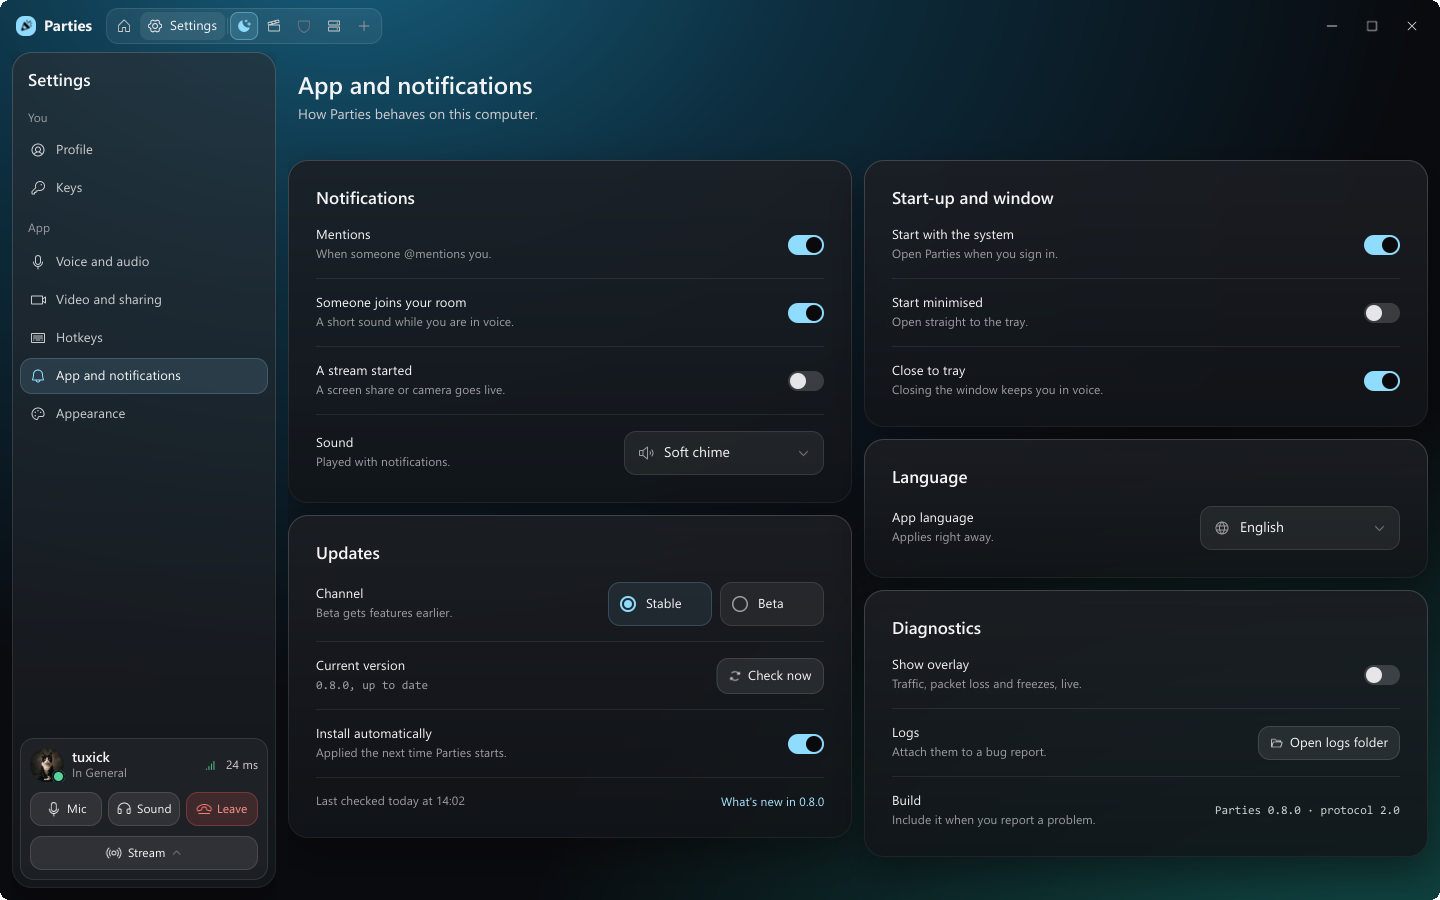 Parties
Settings
Settings
You
Profile
Keys
App
Voice and audio
Video and sharing
Hotkeys
App and notifications
Appearance
tuxick
In General
24 ms
Mic
Sound
Leave
Stream
App and notifications
How Parties behaves on this computer.
Notifications
Mentions
When someone @mentions you.
Someone joins your room
A short sound while you are in voice.
A stream started
A screen share or camera goes live.
Sound
Played with notifications.
Soft chime
Updates
Channel
Beta gets features earlier.
Stable
Beta
Current version
0.8.0, up to date
Check now
Install automatically
Applied the next time Parties starts.
Last checked today at 14:02
What's new in 0.8.0
Start-up and window
Start with the system
Open Parties when you sign in.
Start minimised
Open straight to the tray.
Close to tray
Closing the window keeps you in voice.
Language
App language
Applies right away.
English
Diagnostics
Show overlay
Traffic, packet loss and freezes, live.
Logs
Attach them to a bug report.
Open logs folder
Build
Include it when you report a problem.
Parties 0.8.0 · protocol 2.0